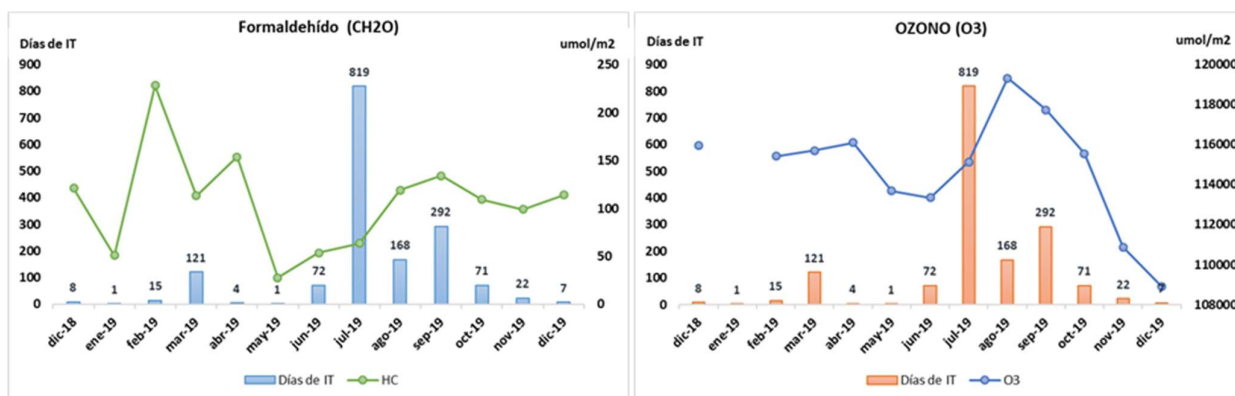 Formaldehído (CH2O)
Días de IT
umol/m2
900
800
700
600
500
400
300
200
100
0
250
200
150
100
50
0
8
1
15
121
4
1
72
819
168
292
71
22
7
dic-18
ene-19
feb-19
mar-19
abr-19
may-19
jun-19
jul-19
ago-19
sep-19
oct-19
nov-19
dic-19
Días de IT
HC
OZONO (O3)
Días de IT
umol/m2
900
800
700
600
500
400
300
200
100
0
120000
118000
116000
114000
112000
110000
108000
8
1
15
121
4
1
72
819
168
292
71
22
7
dic-18
ene-19
feb-19
mar-19
abr-19
may-19
jun-19
jul-19
ago-19
sep-19
oct-19
nov-19
dic-19
Días de IT
O3